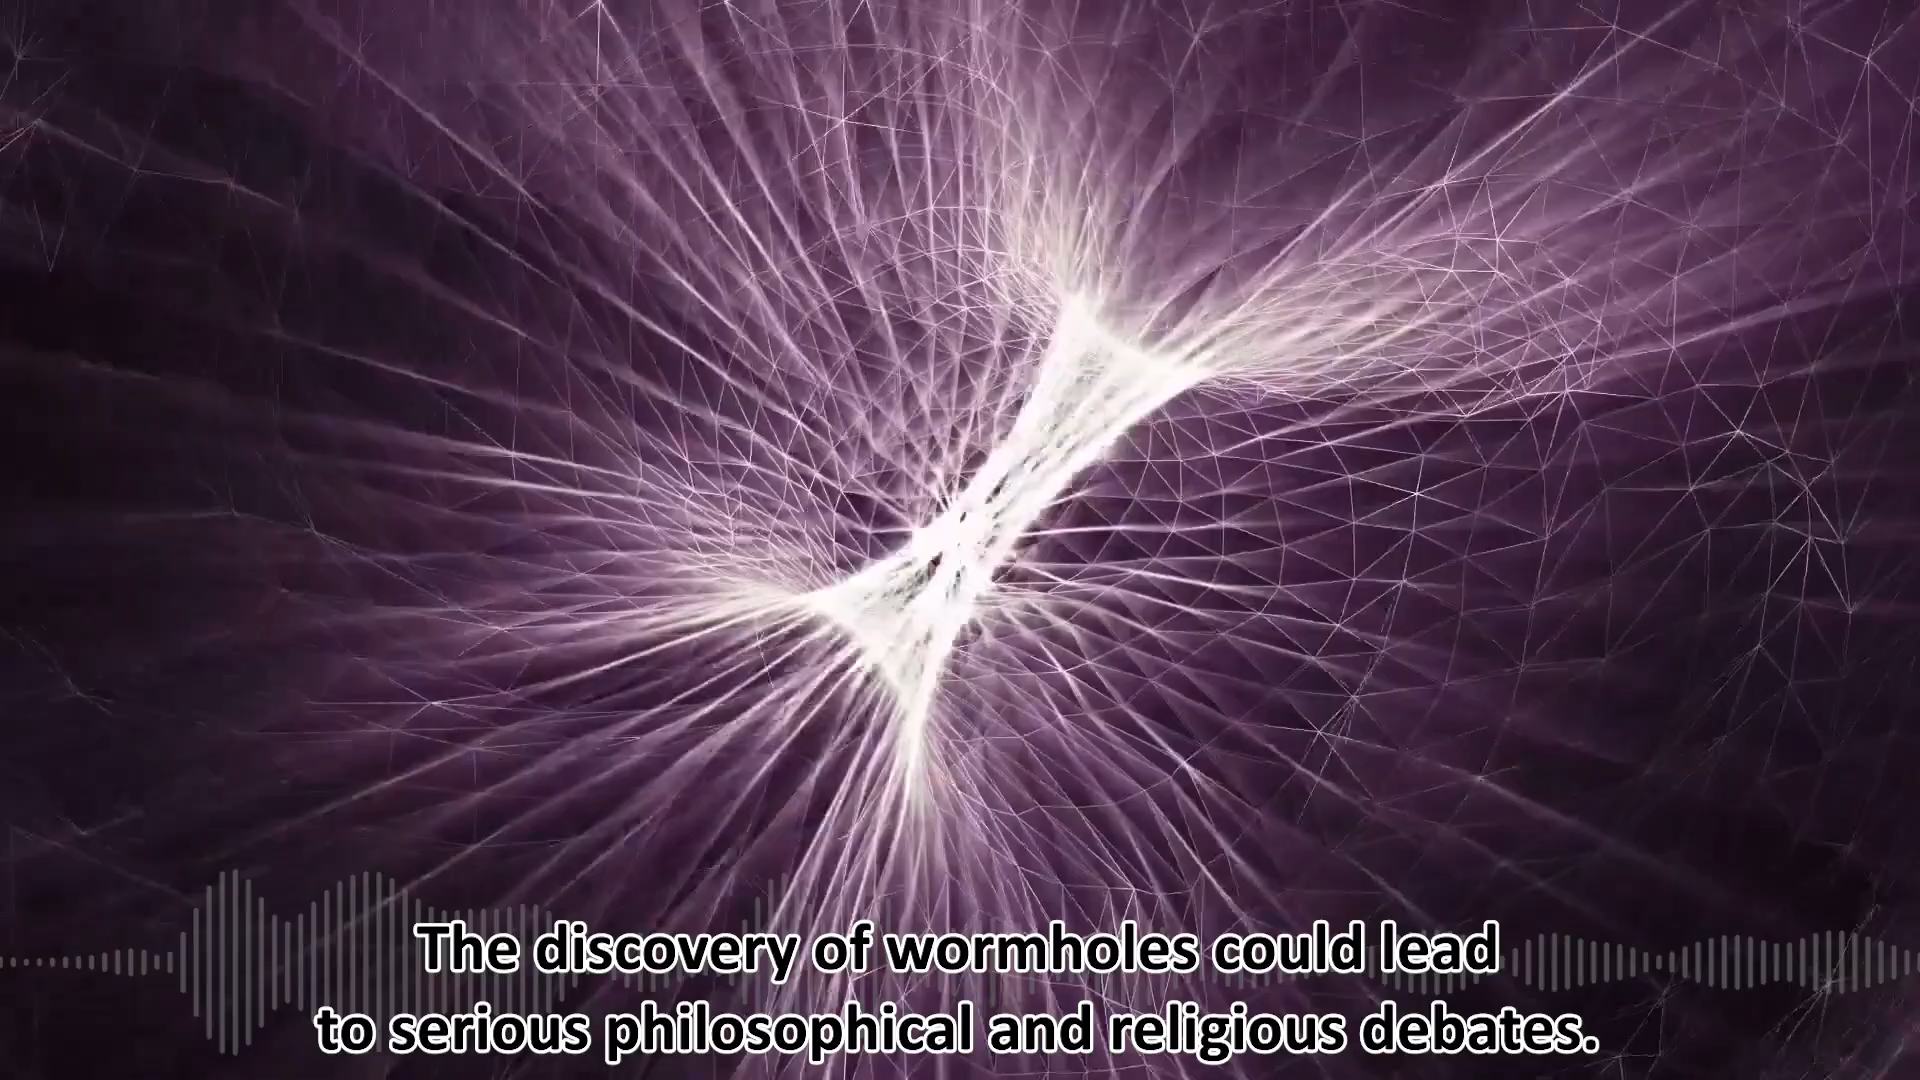 The discovery of wormholes could lead
to serious philosophical and religious debates.